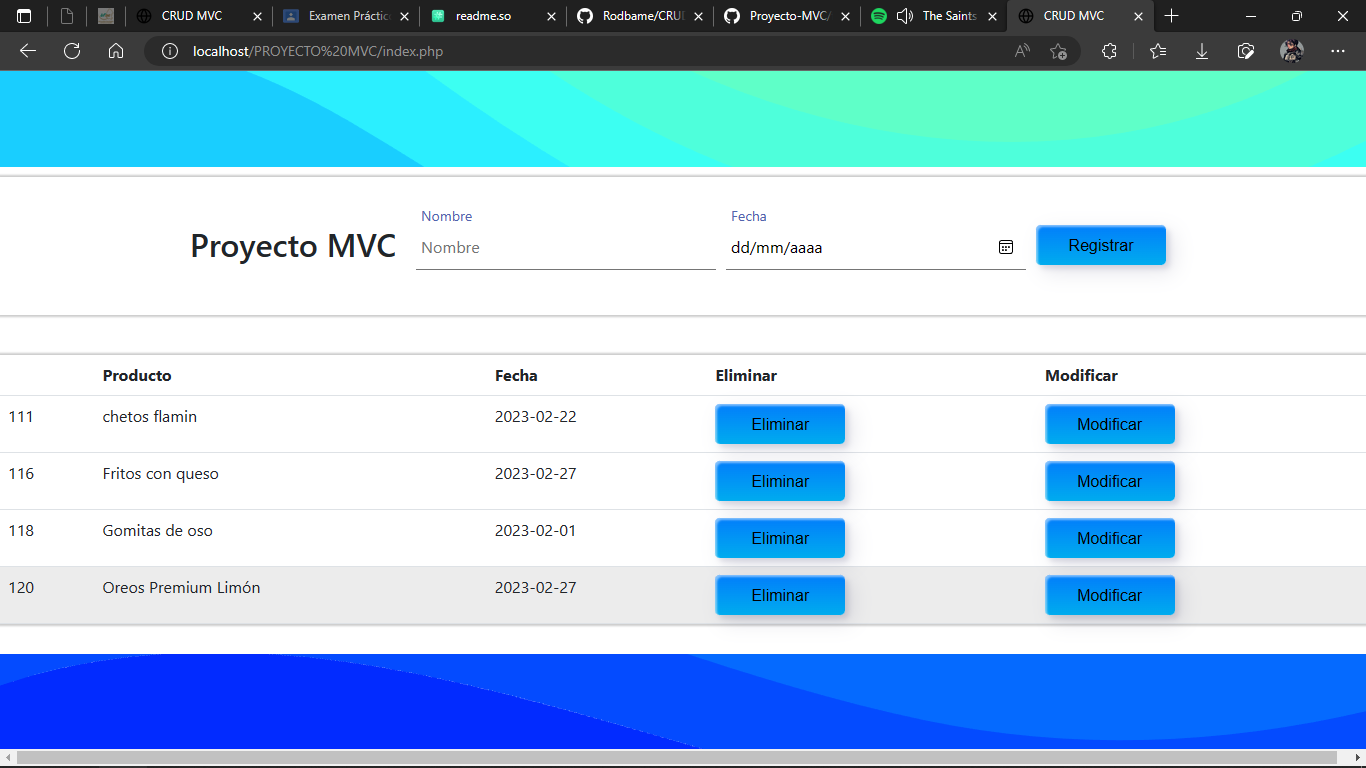 CRUD MVC
Examen Práctic
readme.so
Rodbame/CRUD
Proyecto-MVC/
The Saints
CRUD MVC
localhost/PROYECTO%20MVC/index.php
Proyecto MVC
Nombre
Nombre
Fecha
dd/mm/aaaa
Registrar
Producto Fecha Eliminar Modificar
111 chetos flamin 2023-02-22 Eliminar Modificar
116 Fritos con queso 2023-02-27 Eliminar Modificar
118 Gomitas de oso 2023-02-01 Eliminar Modificar
120 Oreos Premium Limón 2023-02-27 Eliminar Modificar